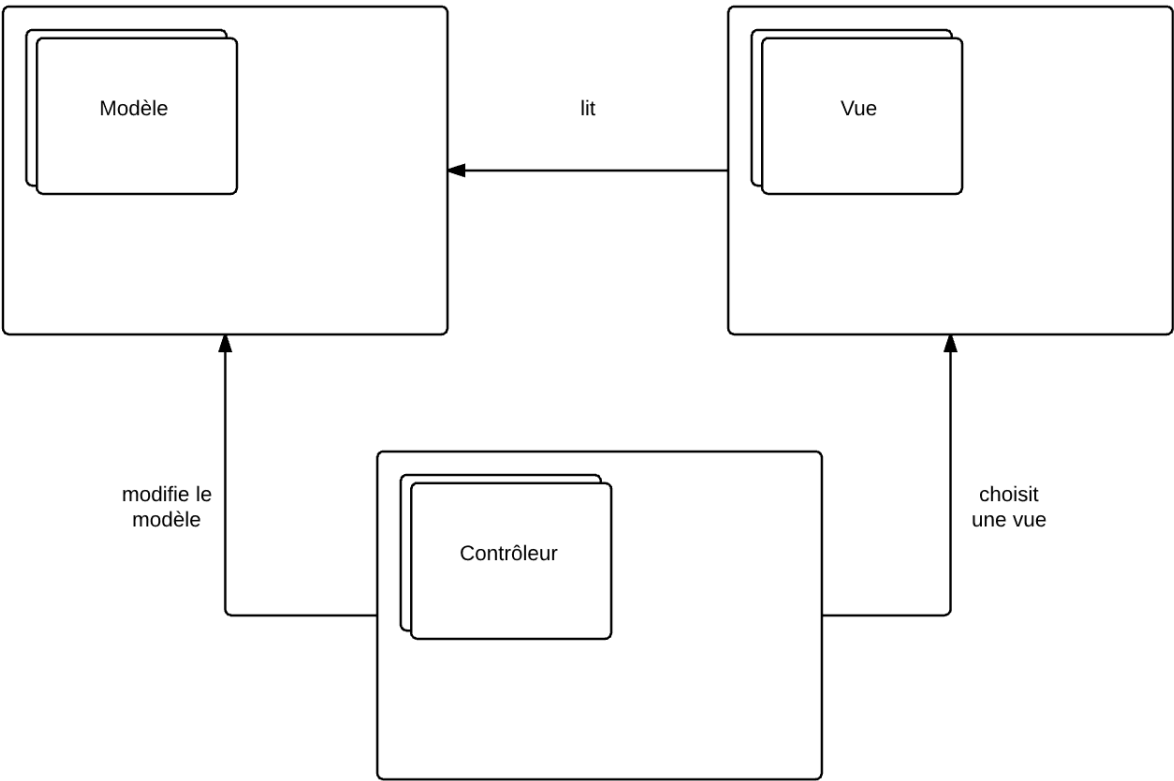 Modèle
lit
Vue
modifie le
modèle
Contrôleur
choisit
une vue